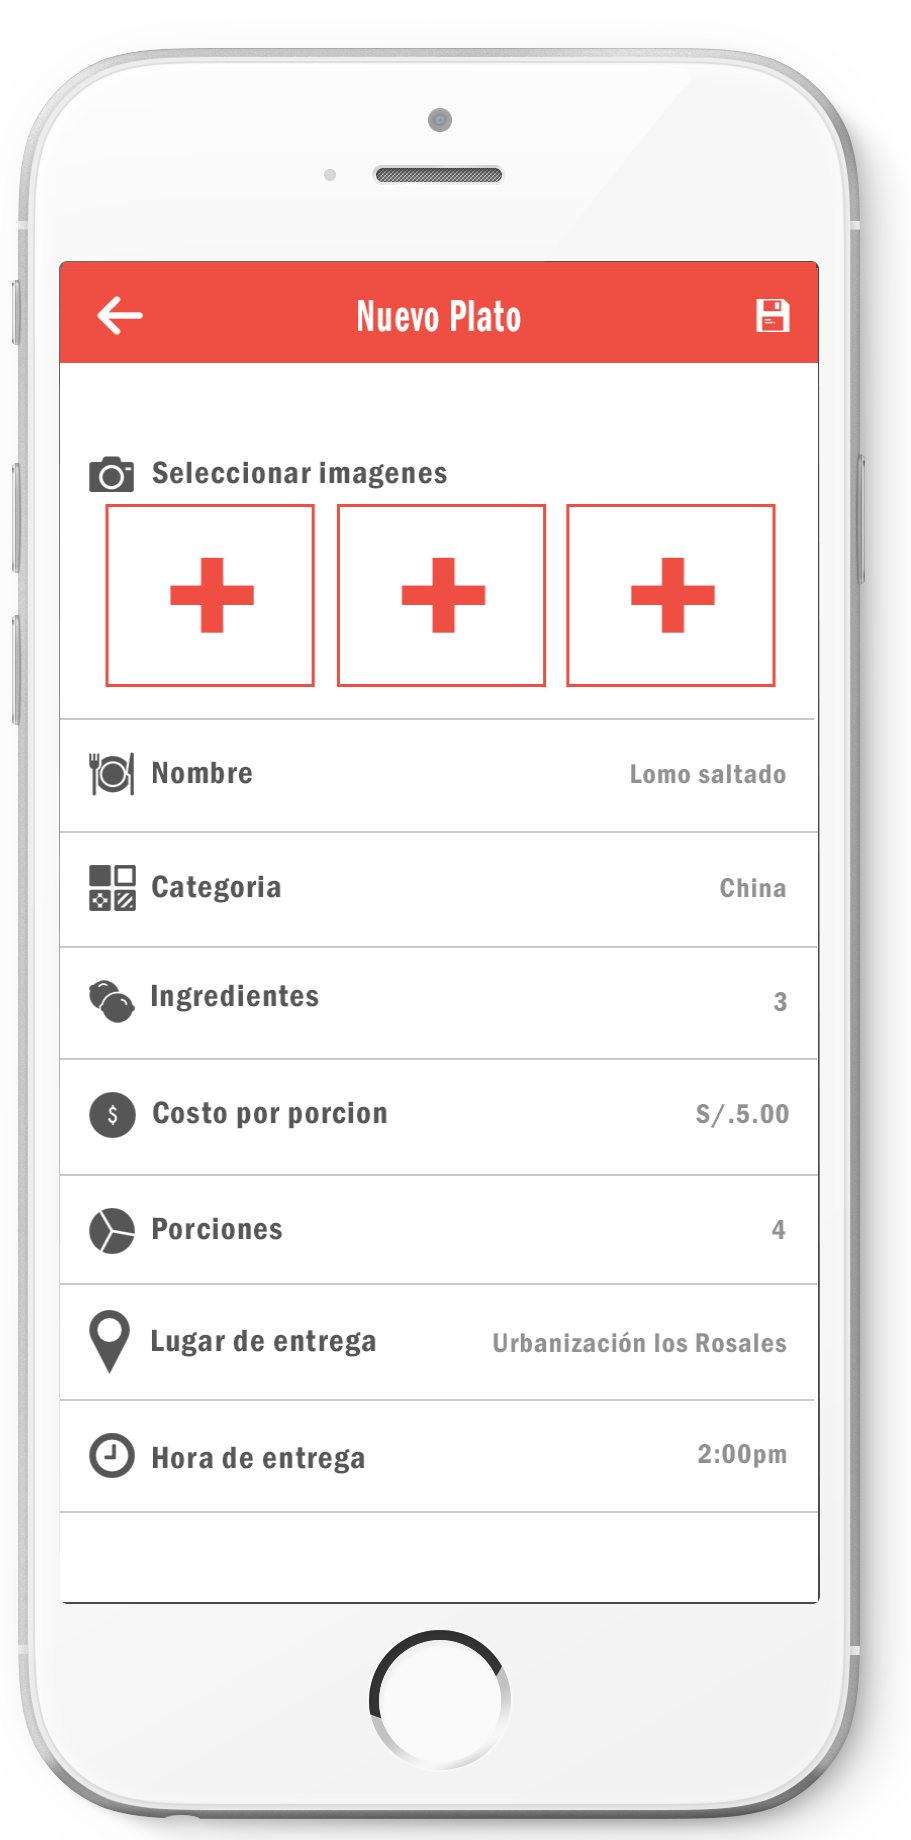 Nuevo Plato
Seleccionar imagenes
Nombre Lomo saltado
Categoria China
Ingredientes 3
$ Costo por porcion S/.5.00
Porciones 4
Lugar de entrega Urbanización los Rosales
Hora de entrega 2:00pm